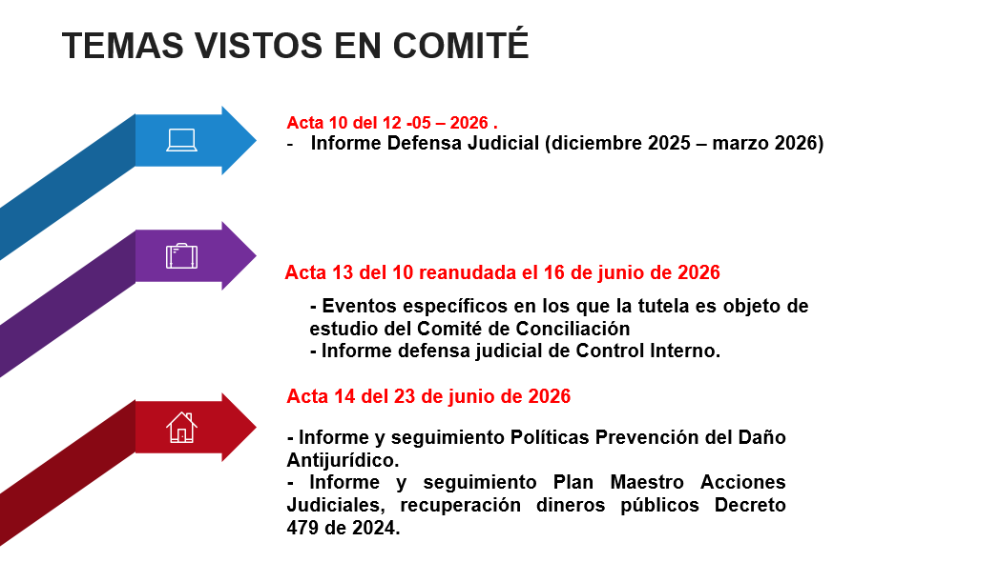 TEMAS VISTOS EN COMITÉ
Acta 10 del 12 -05 – 2026 .
- Informe Defensa Judicial (diciembre 2025 – marzo 2026)
Acta 13 del 10 reanudada el 16 de junio de 2026
- Eventos específicos en los que la tutela es objeto de
estudio del Comité de Conciliación
- Informe defensa judicial de Control Interno.
Acta 14 del 23 de junio de 2026
- Informe y seguimiento Políticas Prevención del Daño
Antijurídico.
- Informe y seguimiento Plan Maestro Acciones
Judiciales, recuperación dineros públicos Decreto
479 de 2024.